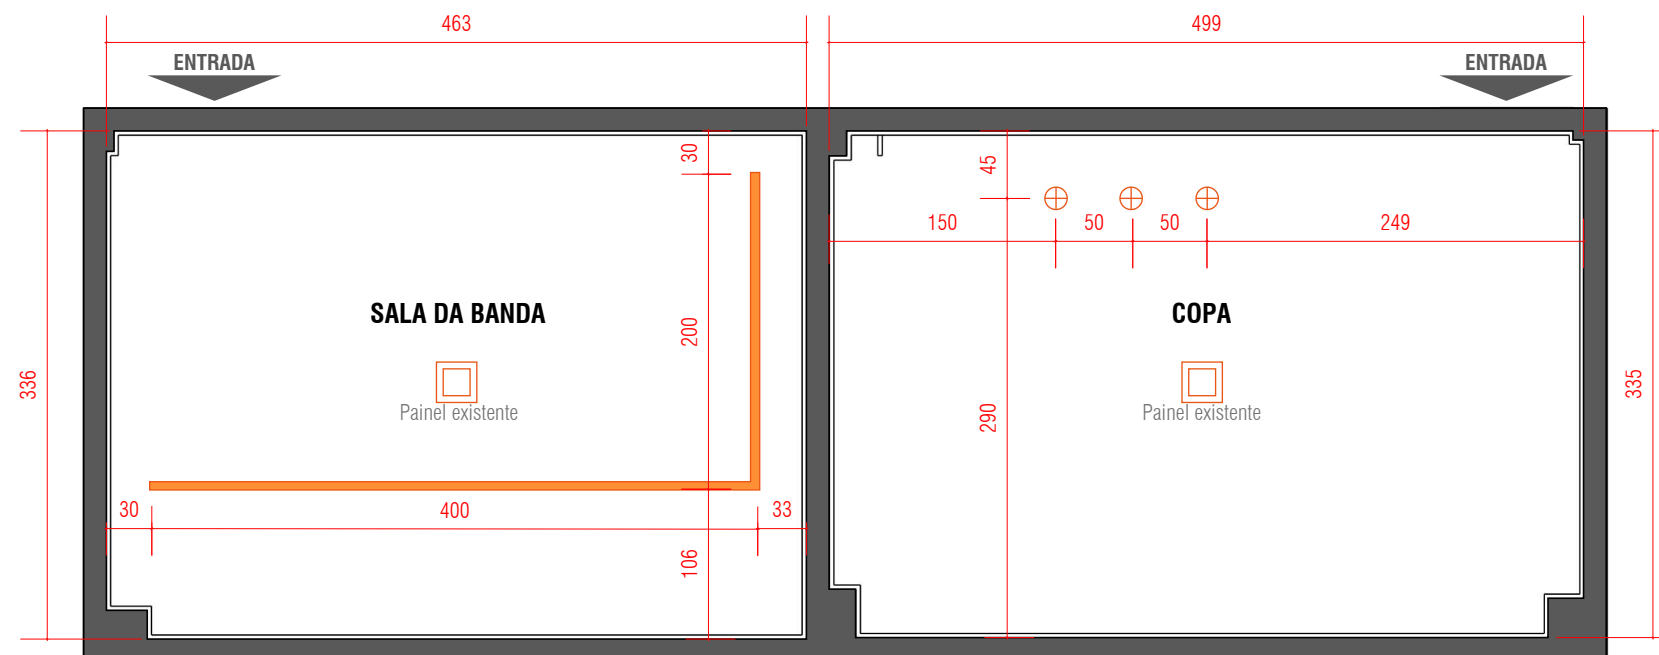 463
499
ENTRADA
ENTRADA
30
45
150
50
50
249
SALA DA BANDA
COPA
200
336
335
Painel existente
Painel existente
290
30
400
33
106